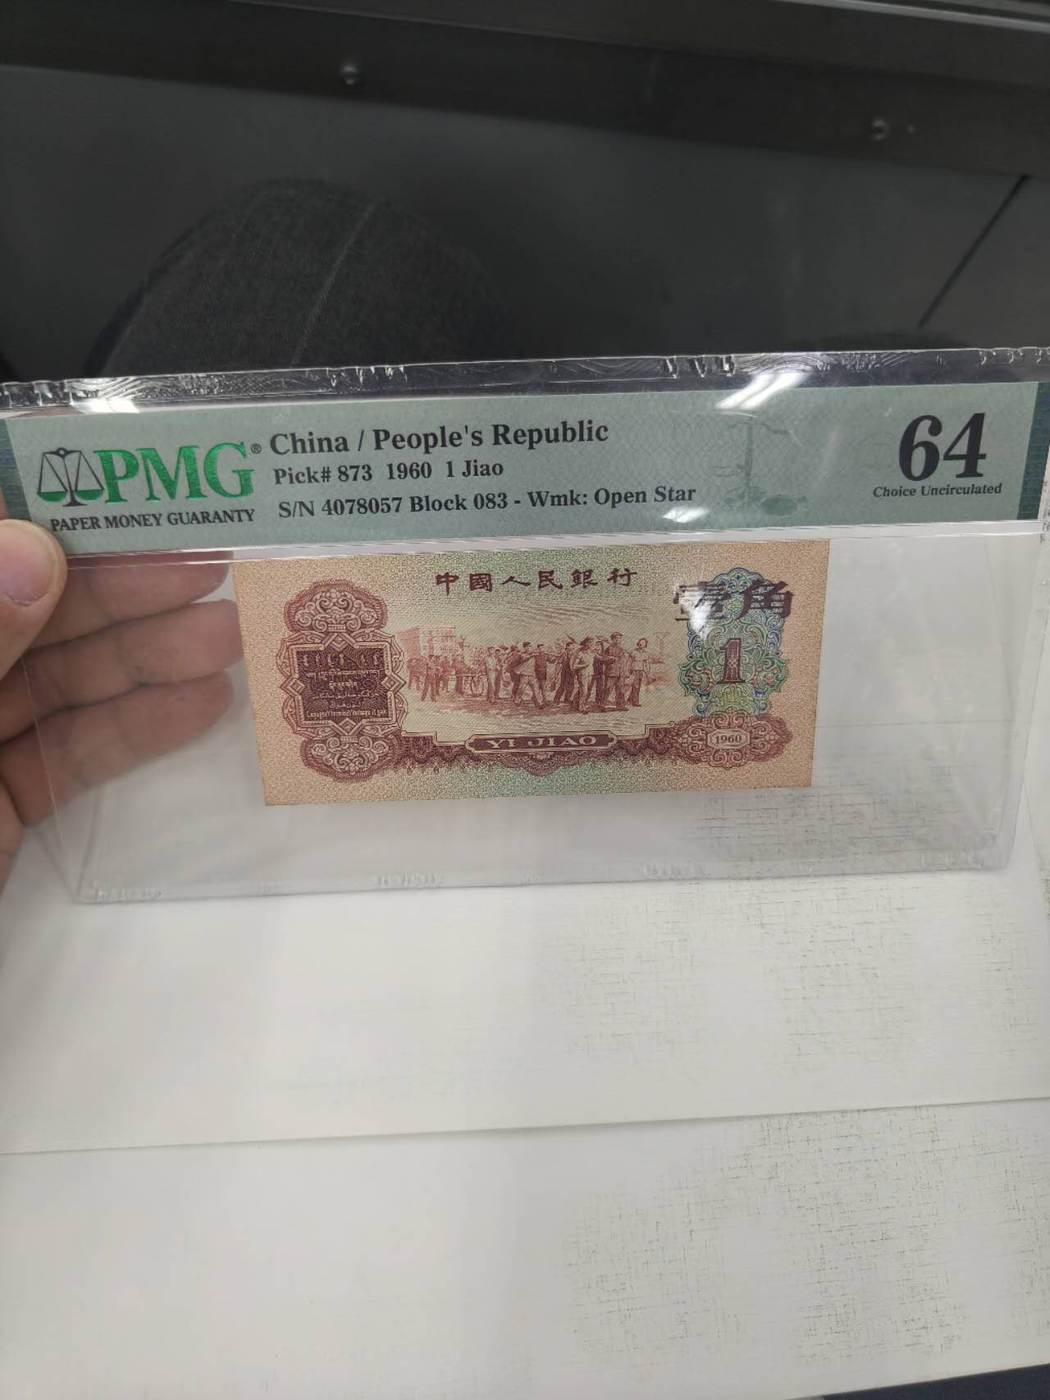 PMG®
PAPER MONEY GUARANTY
China / People's Republic
Pick# 873 1960 1 Jiao
S/N 4078057 Block 083 - Wmk: Open Star
64
Choice Uncirculated
中國人民銀行
壹角
1
YI JIAO
1960